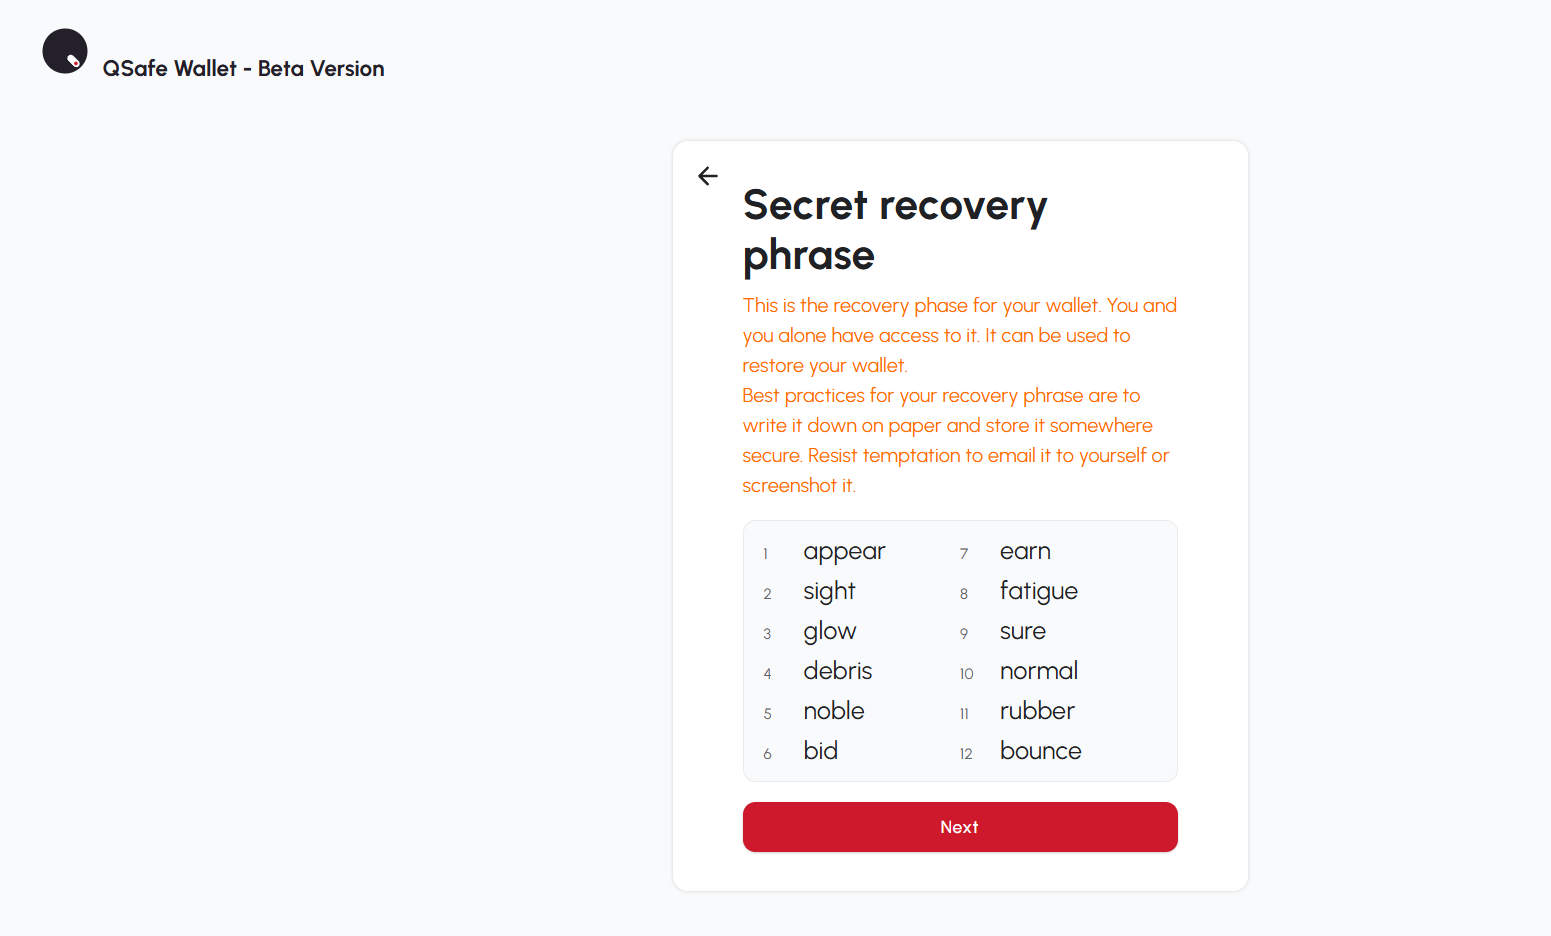 QSafe Wallet - Beta Version
Secret recovery
phrase
This is the recovery phase for your wallet. You and
you alone have access to it. It can be used to
restore your wallet.
Best practices for your recovery phrase are to
write it down on paper and store it somewhere
secure. Resist temptation to email it to yourself or
screenshot it.
1 appear
2 sight
3 glow
4 debris
5 noble
6 bid
7 earn
8 fatigue
9 sure
10 normal
11 rubber
12 bounce
Next